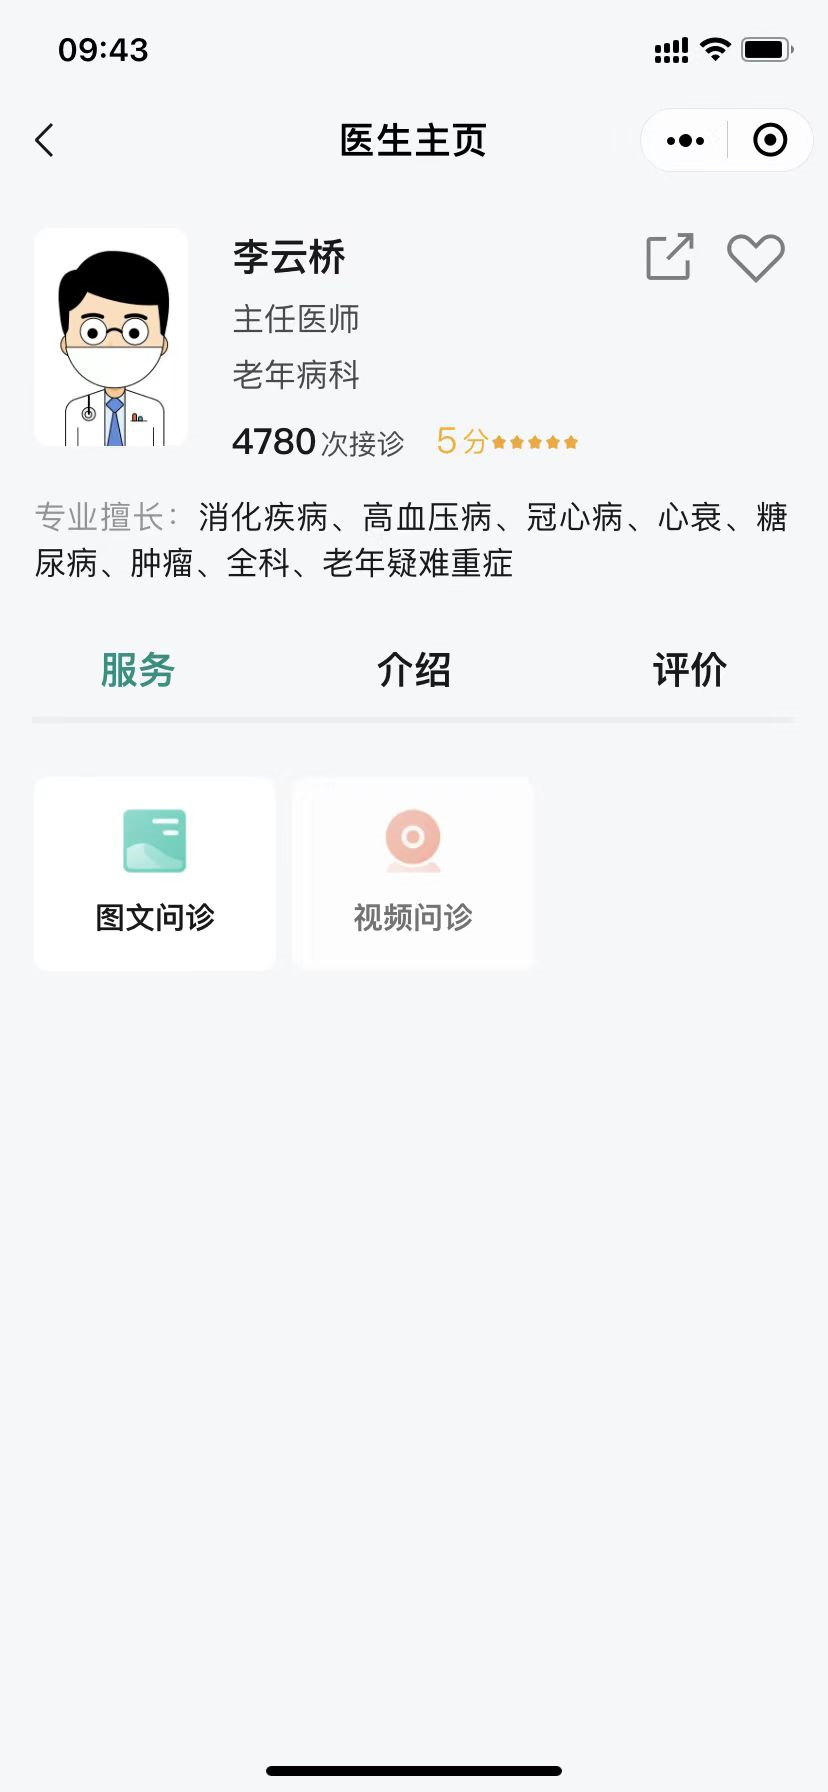 09:43
医生主页
李云桥
主任医师
老年病科
4780次接诊 5分
专业擅长：消化疾病、高血压病、冠心病、心衰、糖
尿病、肿瘤、全科、老年疑难重症
服务 介绍 评价
图文问诊 视频问诊